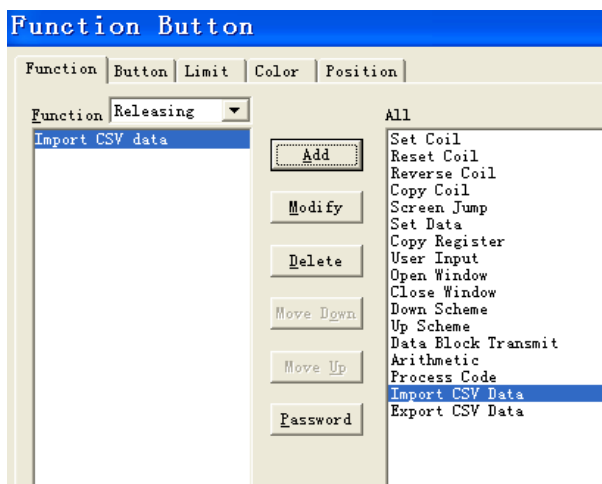 Function Button
Function Button Limit Color Position
Function Releasing
All
Import CSV data
Add
Modify
Delete
Move Down
Move Up
Password
Set Coil
Reset Coil
Reverse Coil
Copy Coil
Screen Jump
Set Data
Copy Register
User Input
Open Window
Close Window
Down Scheme
Up Scheme
Data Block Transmit
Arithmetic
Process Code
Import CSV Data
Export CSV Data